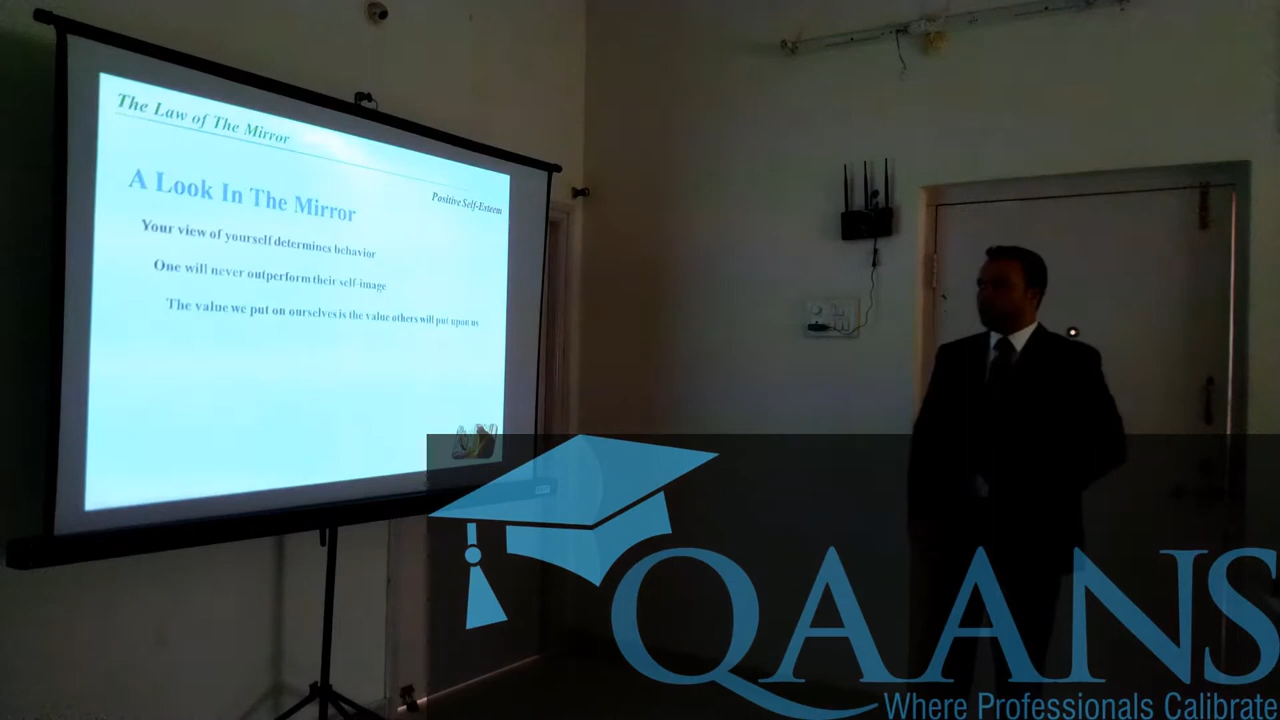 The Law of The Mirror
A Look In The Mirror
Positive Self-Esteem
Your view of yourself determines behavior
One will never outperform their self-image
The value we put on ourselves is the value others will put upon us
QAANS
Where Professionals Calibrate